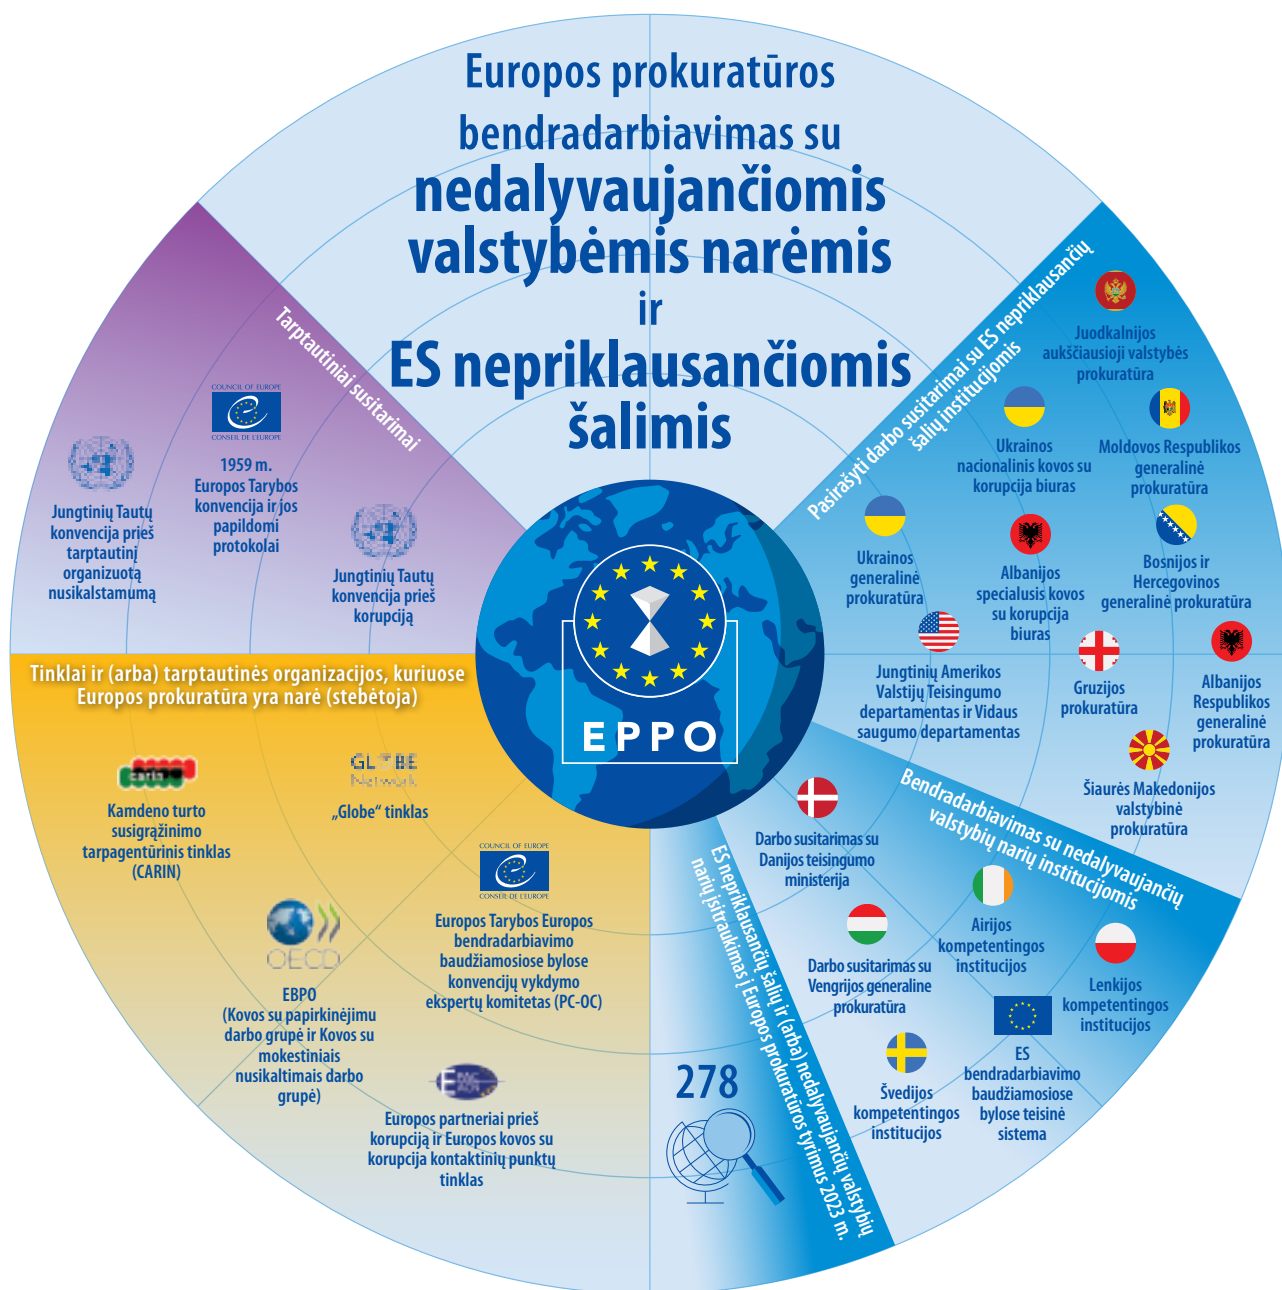 Europos prokuratūros
bendradarbiavimas su
nedalyvaujančiomis
valstybėmis narėmis
ir
ES nepriklausančiomis
šalimis
Tarptautiniai susitarimai
COUNCIL OF EUROPE
CONSEIL DE L'EUROPE
1959 m.
Europos Tarybos
konvencija ir jos
papildomi
protokolai
Jungtinių Tautų
konvencija prieš
tarptautinį
organizuotą
nusikalstamumą
Jungtinių Tautų
konvencija prieš
korupciją
Pasirašyti darbo susitarimai su ES nepriklausančių
šalių institucijomis
Juodkalnijos
aukščiausioji valstybės
prokuratūra
Ukrainos
nacionalinis kovos su
korupcija biuras
Moldovos Respublikos
generalinė
prokuratūra
Ukrainos
generalinė
prokuratūra
Albanijos
specialusis kovos
su korupcija
biuras
Bosnijos ir
Hercegovinos
generalinė prokuratūra
Jungtinių Amerikos
Valstijų Teisingumo
departamentas ir Vidaus
saugumo departamentas
Gruzijos
prokuratūra
Albanijos
Respublikos
generalinė
prokuratūra
Šiaurės Makedonijos
valstybinė
prokuratūra
EPPO
Tinklai ir (arba) tarptautinės organizacijos, kuriuose
Europos prokuratūra yra narė (stebėtoja)
carin
Kamdeno turto
susigrąžinimo
tarpagentūrinis tinklas
(CARIN)
GLOBE
Network
„Globe“ tinklas
COUNCIL OF EUROPE
CONSEIL DE L'EUROPE
Europos Tarybos Europos
bendradarbiavimo
baudžiamosiose bylose
konvencijų vykdymo
ekspertų komitetas (PC-OC)
OECD
EBPO
(Kovos su papirkinėjimu
darbo grupė ir Kovos su
mokestiniais
nusikaltimais darbo
grupė)
Europos partneriai prieš
korupciją ir Europos kovos su
korupcija kontaktinių punktų
tinklas
ES nepriklausančių šalių ir (arba) nedalyvaujančių valstybių
narių įsitraukimas į Europos prokuratūros tyrimus 2023 m.
278
Bendradarbiavimas su nedalyvaujančių
valstybių narių institucijomis
Darbo susitarimas su
Danijos teisingumo
ministerija
Darbo susitarimas su
Vengrijos generaline
prokuratūra
Airijos
kompetentingos
institucijos
Lenkijos
kompetentingos
institucijos
Švedijos
kompetentingos
institucijos
ES
bendradarbiavimo
baudžiamosiose
bylose teisinė
sistema